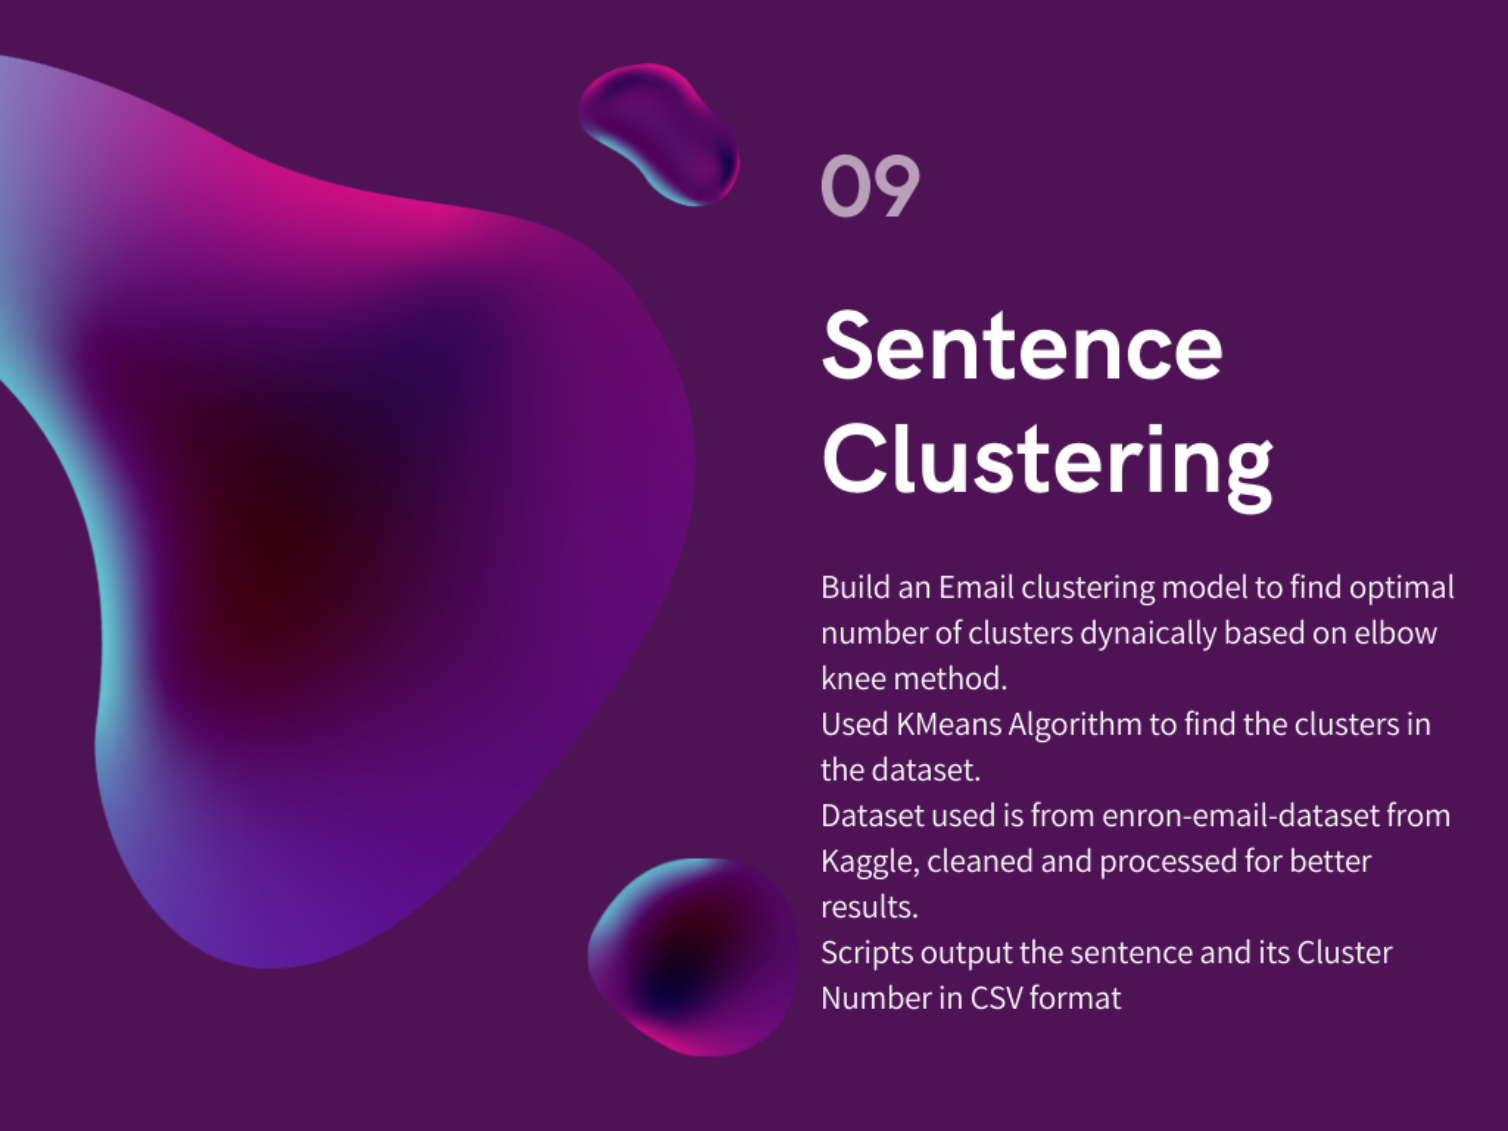 09
Sentence
Clustering
Build an Email clustering model to find optimal
number of clusters dynaically based on elbow
knee method.
Used KMeans Algorithm to find the clusters in
the dataset.
Dataset used is from enron-email-dataset from
Kaggle, cleaned and processed for better
results.
Scripts output the sentence and its Cluster
Number in CSV format